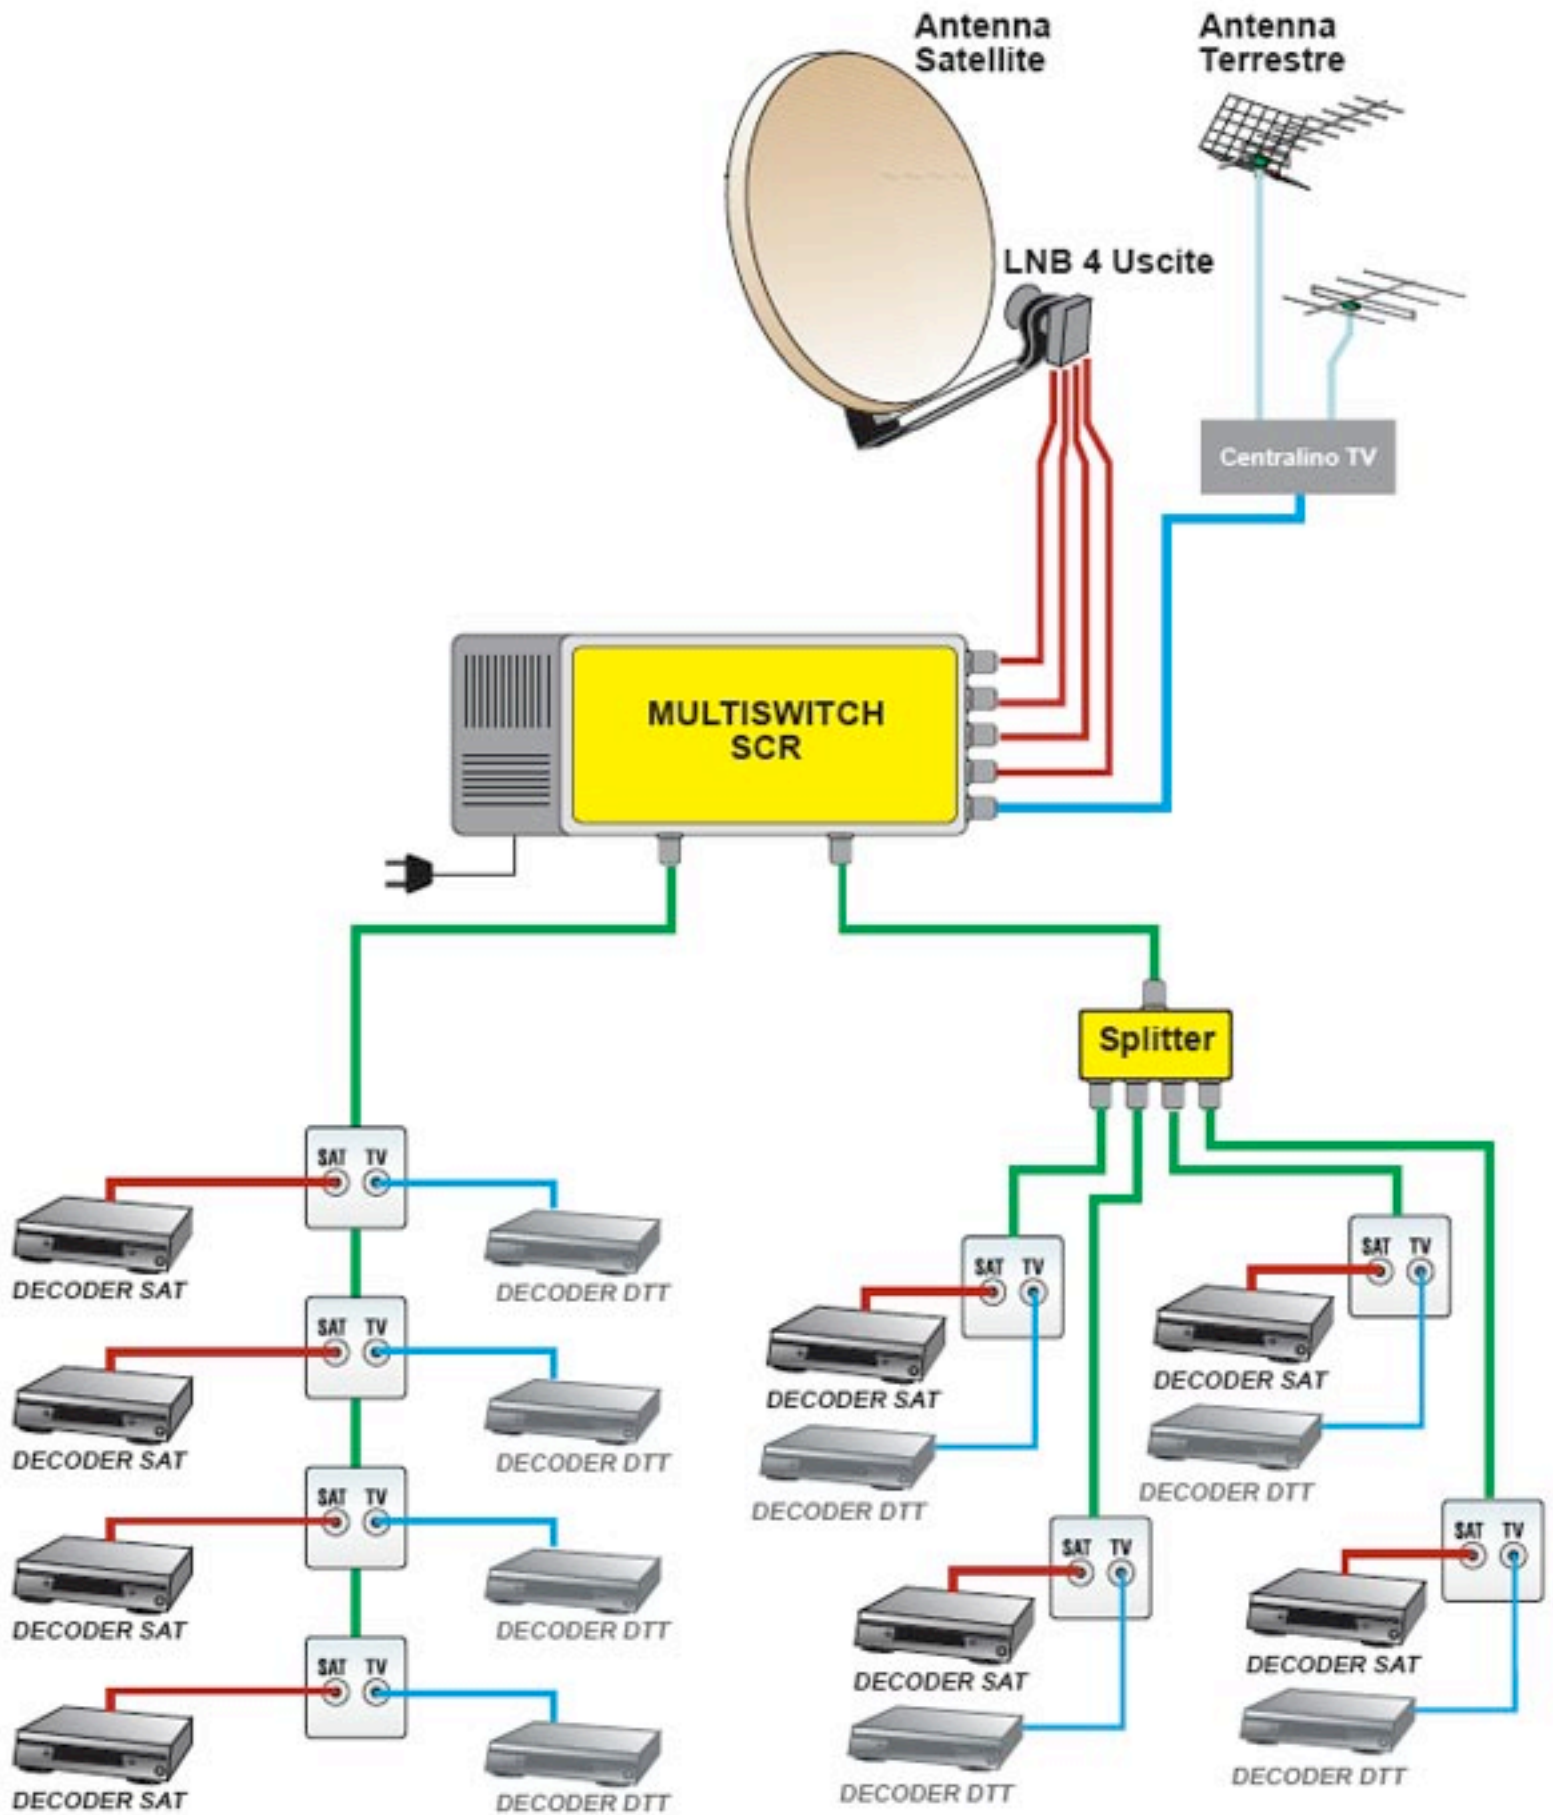 Antenna
Satellite
Antenna
Terrestre
LNB 4 Uscite
Centralino TV
MULTISWITCH
SCR
Splitter
SAT TV
DECODER SAT
DECODER DTT
SAT TV
DECODER SAT
DECODER DTT
SAT TV
DECODER SAT
DECODER DTT
SAT TV
DECODER SAT
DECODER DTT
SAT TV
DECODER SAT
DECODER DTT
SAT TV
DECODER SAT
DECODER DTT
SAT TV
DECODER SAT
DECODER DTT
SAT TV
DECODER SAT
DECODER DTT